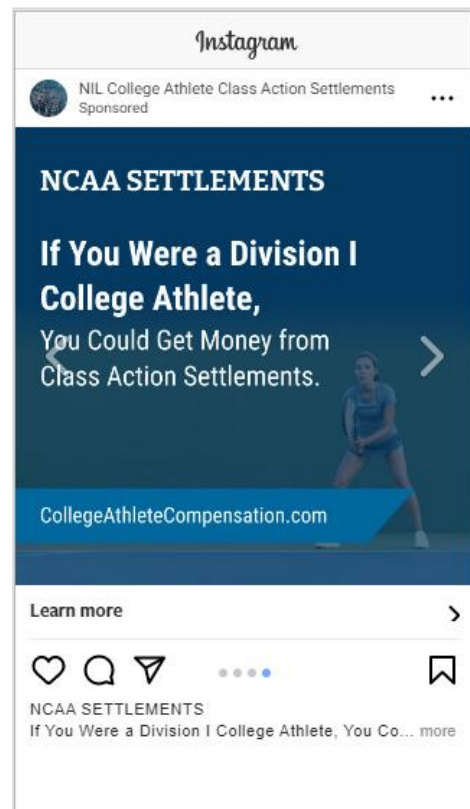 Instagram
NIL College Athlete Class Action Settlements
Sponsored
NCAA SETTLEMENTS
If You Were a Division I
College Athlete,
You Could Get Money from
Class Action Settlements.
CollegeAthleteCompensation.com
Learn more
NCAA SETTLEMENTS
If You Were a Division I College Athlete, You Co... more